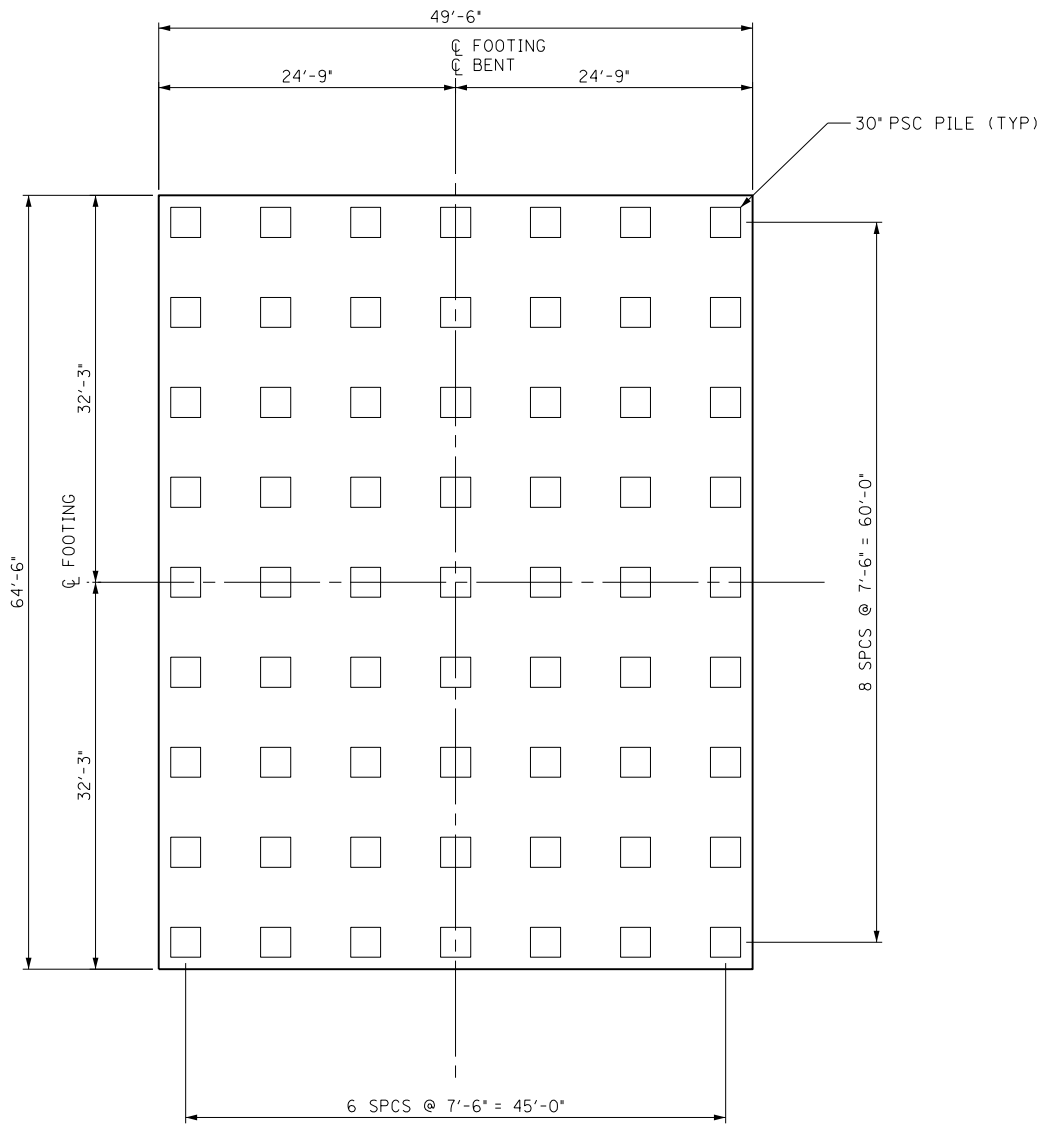 49'-6"
℄ FOOTING
℄ BENT
24'-9"
24'-9"
30" PSC PILE (TYP)
32'-3"
℄ FOOTING
64'-6"
32'-3"
8 SPCS @ 7'-6" = 60'-0"
6 SPCS @ 7'-6" = 45'-0"